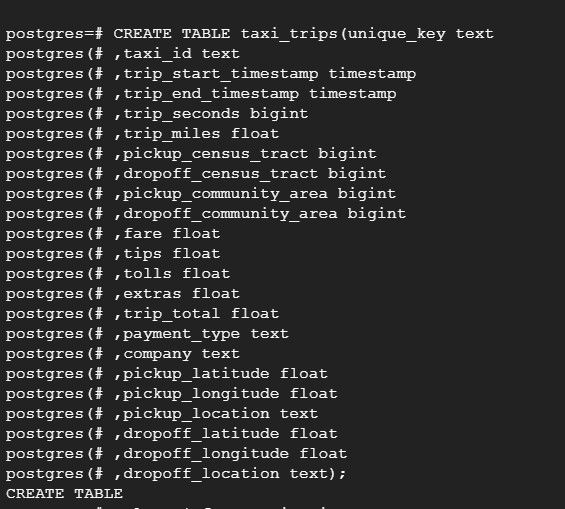 postgres=# CREATE TABLE taxi_trips(unique_key text
postgres(# ,taxi_id text
postgres(# ,trip_start_timestamp timestamp
postgres(# ,trip_end_timestamp timestamp
postgres(# ,trip_seconds bigint
postgres(# ,trip_miles float
postgres(# ,pickup_census_tract bigint
postgres(# ,dropoff_census_tract bigint
postgres(# ,pickup_community_area bigint
postgres(# ,dropoff_community_area bigint
postgres(# ,fare float
postgres(# ,tips float
postgres(# ,tolls float
postgres(# ,extras float
postgres(# ,trip_total float
postgres(# ,payment_type text
postgres(# ,company text
postgres(# ,pickup_latitude float
postgres(# ,pickup_longitude float
postgres(# ,pickup_location text
postgres(# ,dropoff_latitude float
postgres(# ,dropoff_longitude float
postgres(# ,dropoff_location text);
CREATE TABLE